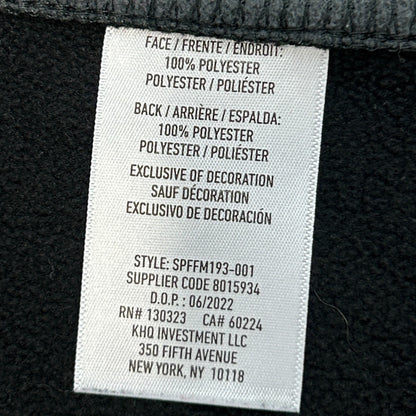 FACE / FRENTE / ENDROIT:
100% POLYESTER
POLYESTER / POLIÉSTER
BACK / ARRIÈRE / ESPALDA:
100% POLYESTER
POLYESTER / POLIÉSTER
EXCLUSIVE OF DECORATION
SAUF DÉCORATION
EXCLUSIVO DE DECORACIÓN
STYLE: SPFFM193-001
SUPPLIER CODE 8015934
D.O.P. : 06/2022
RN# 130323 CA# 60224
KHQ INVESTMENT LLC
350 FIFTH AVENUE
NEW YORK, NY 10118